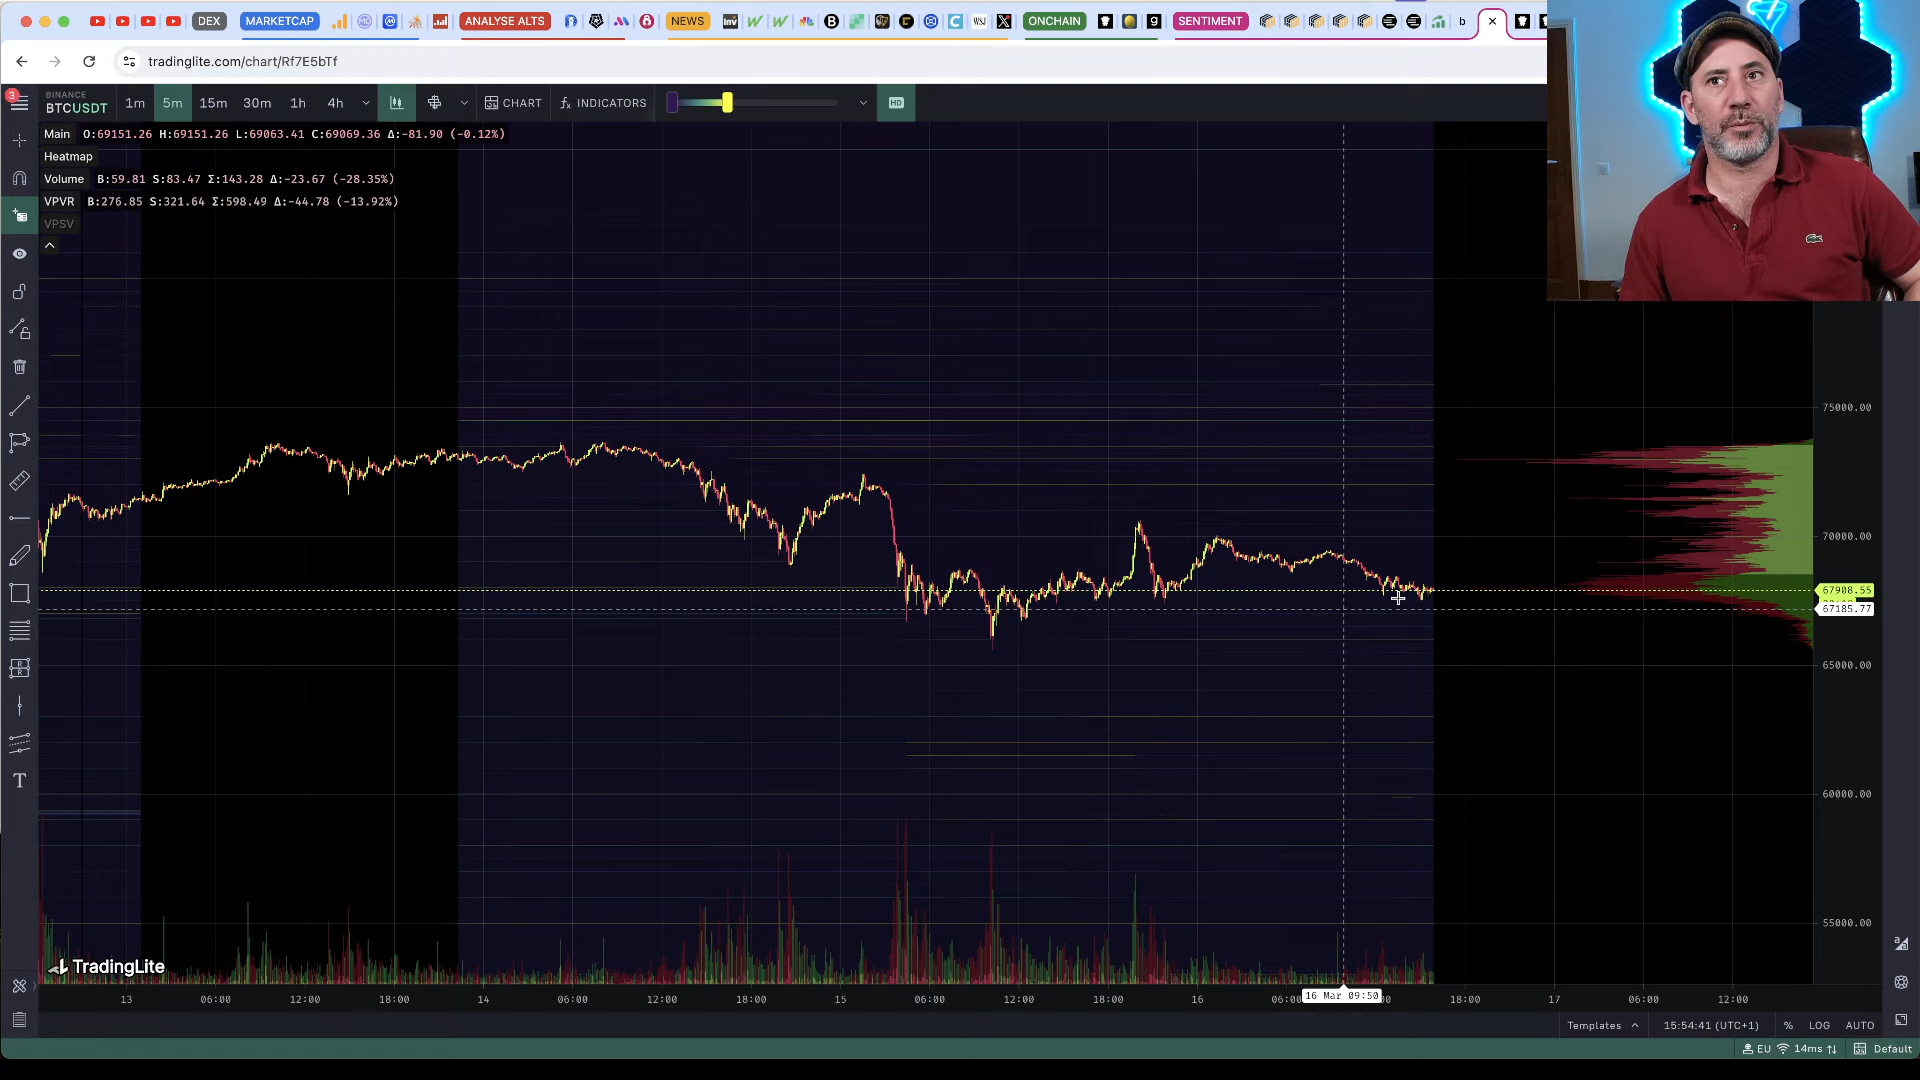 DEX MARKETCAP ANALYSE ALTS NEWS Inv B WSJ X ONCHAIN g SENTIMENT b
tradinglite.com/chart/Rf7E5bTf
3
BINANCE
BTCUSDT
1m 5m 15m 30m 1h 4h CHART fx INDICATORS HD
Main O:69151.26 H:69151.26 L:69063.41 C:69069.36 Δ:-81.90 (-0.12%)
Heatmap
Volume B:59.81 S:83.47 Σ:143.28 Δ:-23.67 (-28.35%)
VPVR B:276.85 S:321.64 Σ:598.49 Δ:-44.78 (-13.92%)
VPSV
75000.00
70000.00
67908.55
67185.77
65000.00
60000.00
55000.00
T
TradingLite
13 06:00 12:00 18:00 14 06:00 12:00 18:00 15 06:00 12:00 18:00 16 06:00 16 Mar 09:50 18:00 17 06:00 12:00
Templates 15:54:41 (UTC+1) % LOG AUTO
EU 14ms Default